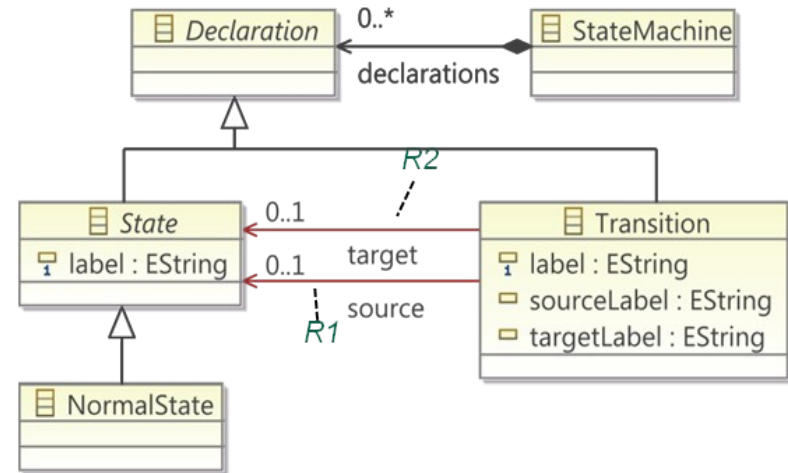 Declaration
0..*
StateMachine
declarations
R2
State
0..1
Transition
label : EString
0..1
target
label : EString
source
sourceLabel : EString
R1
targetLabel : EString
NormalState